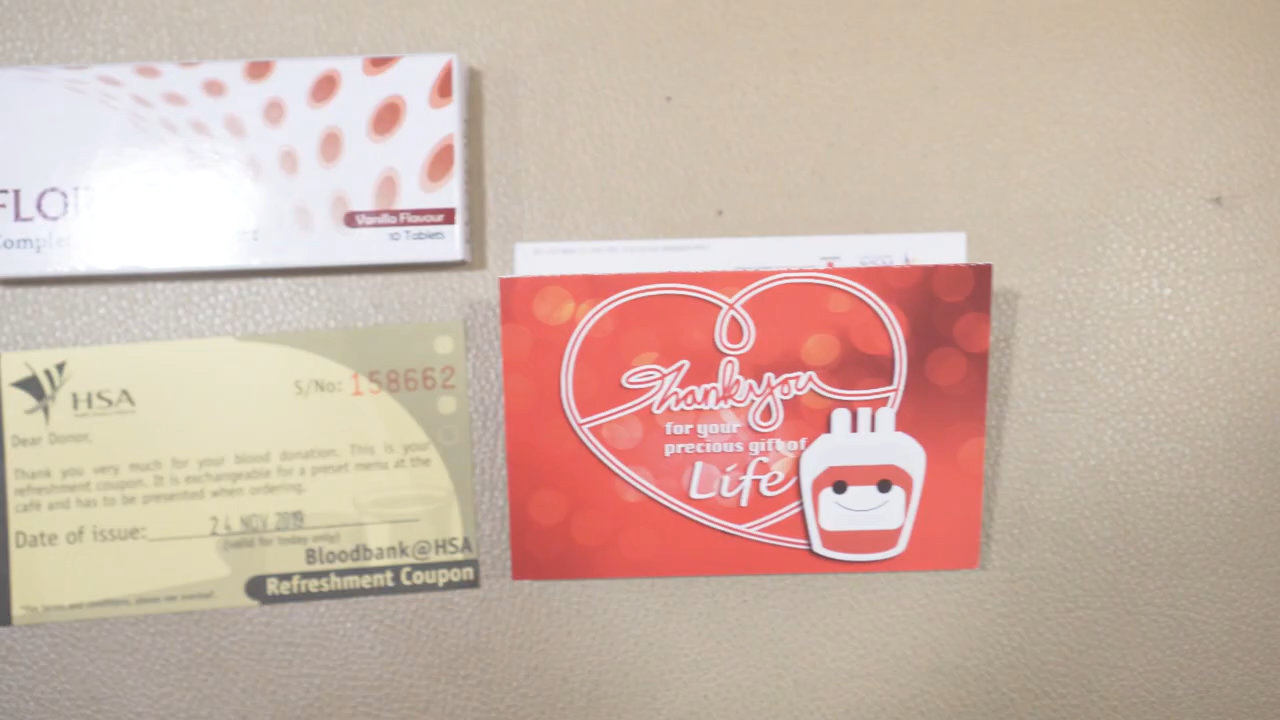 Vanilla Flavour
10 Tablets
HSA
S/No: 158662
Dear Donor,
Thank you very much for your blood donation. This is your
refreshment coupon. It is exchangeable for a preset menu at the
café and has to be presented when ordering.
Date of issue: 24 NOV 2019
(valid for today only)
Bloodbank@HSA
Refreshment Coupon
Thank you
for your
precious gift of
Life